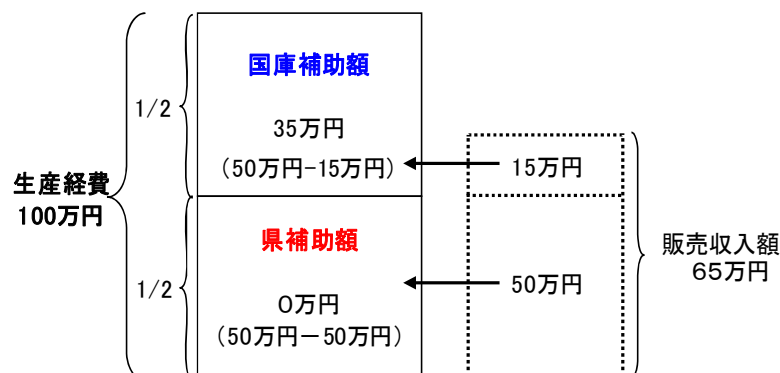 生産経費
100万円
1/2
国庫補助額
35万円
(50万円-15万円)
15万円
1/2
県補助額
0万円
(50万円-50万円)
50万円
販売収入額
65万円